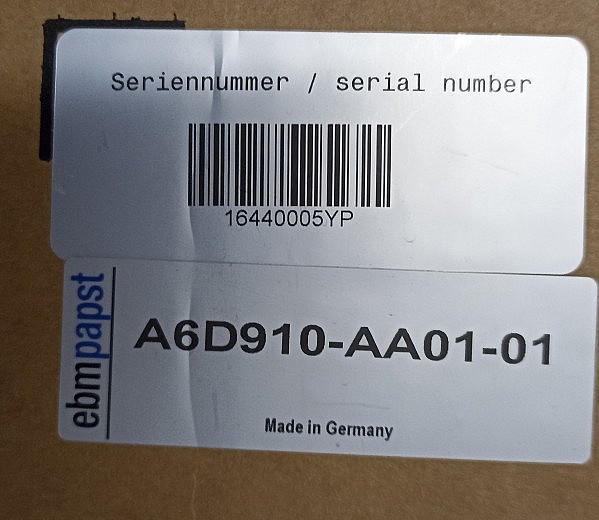 Seriennummer / serial number
16440005YP
ebmpapst
A6D910-AA01-01
Made in Germany